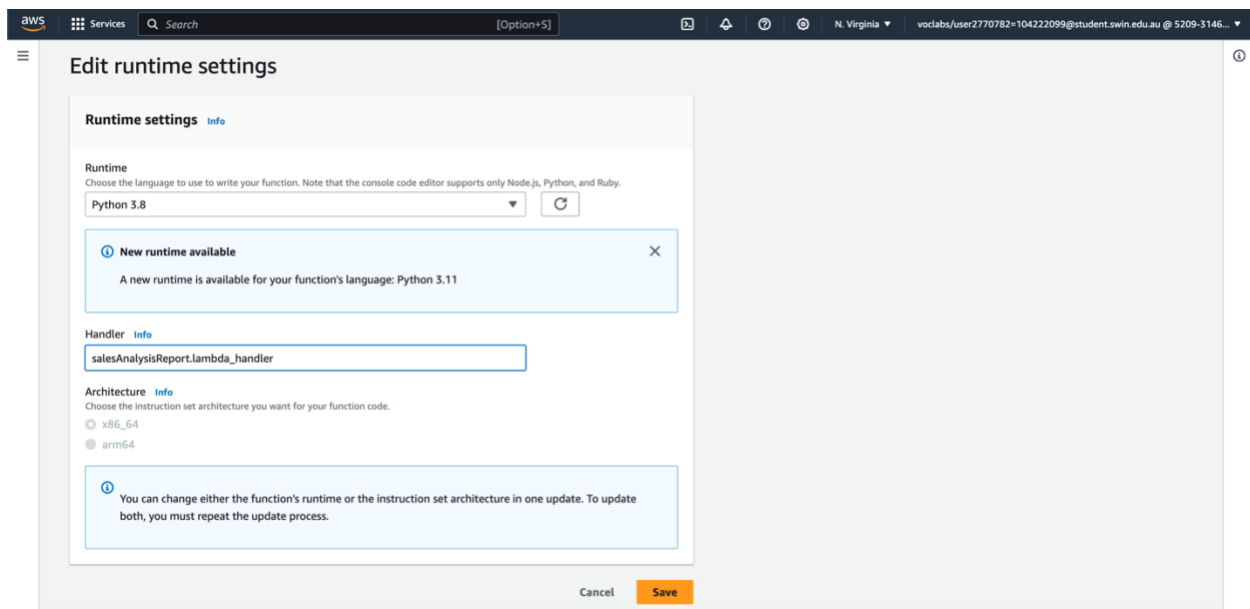 aws
Services
Search
[Option+S]
N. Virginia
voclabs/user2770782=104222099@student.swin.edu.au @ 5209-3146...
Edit runtime settings
Runtime settings Info
Runtime
Choose the language to use to write your function. Note that the console code editor supports only Node.js, Python, and Ruby.
Python 3.8
New runtime available
A new runtime is available for your function's language: Python 3.11
Handler Info
salesAnalysisReport.lambda_handler
Architecture Info
Choose the instruction set architecture you want for your function code.
x86_64
arm64
You can change either the function's runtime or the instruction set architecture in one update. To update
both, you must repeat the update process.
Cancel
Save